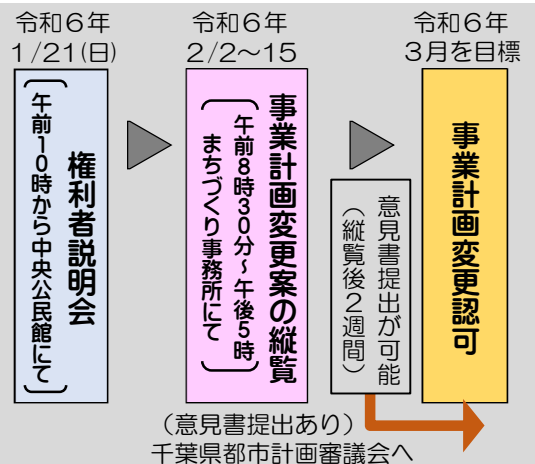 令和６年
１/21(日)
権利者説明会
（午前10時から中央公民館にて）
令和６年
２/２～15
事業計画変更案の縦覧
（午前８時30分～午後５時
まちづくり事務所にて）
意見書提出が可能
（縦覧後２週間）
令和６年
３月を目標
事業計画変更認可
（意見書提出あり）
千葉県都市計画審議会へ